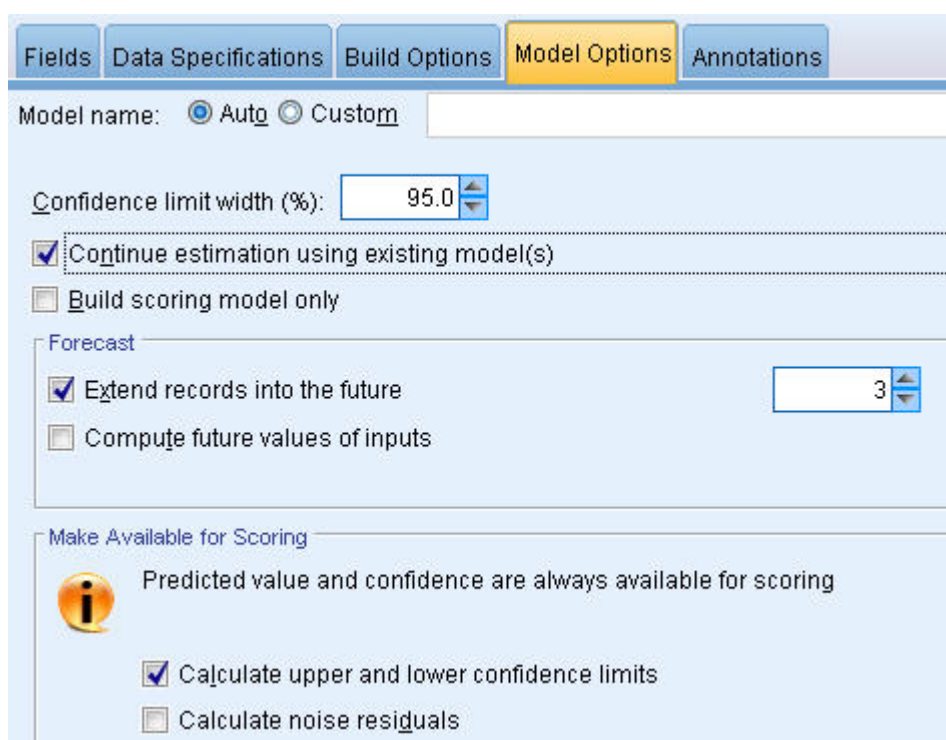 Fields Data Specifications Build Options Model Options Annotations
Model name: Auto Custom
Confidence limit width (%): 95.0
Continue estimation using existing model(s)
Build scoring model only
Forecast
Extend records into the future 3
Compute future values of inputs
Make Available for Scoring
Predicted value and confidence are always available for scoring
Calculate upper and lower confidence limits
Calculate noise residuals